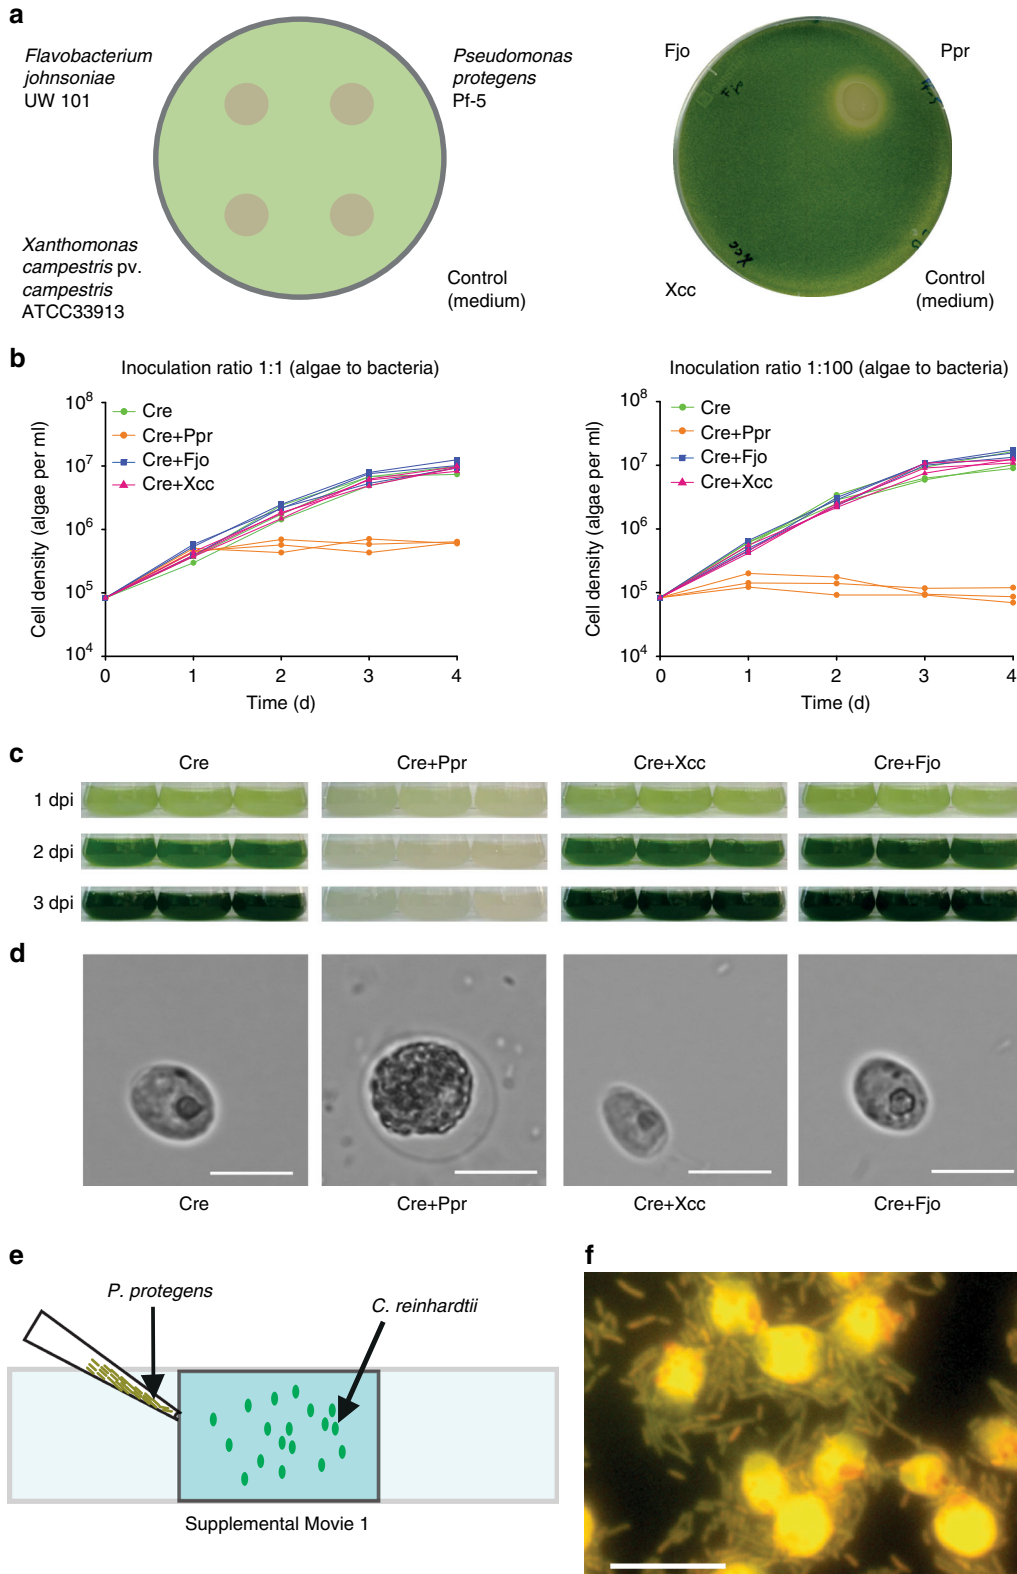 a
Flavobacterium
johnsoniae
UW 101
Pseudomonas
protegens
Pf-5
Xanthomonas
campestris pv.
campestris
ATCC33913
Control
(medium)
Fjo
Ppr
Fjo
Pf-5
Xcc
Xcc
Control
(medium)
b
Inoculation ratio 1:1 (algae to bacteria)
Cell density (algae per ml)
10^8
10^7
10^6
10^5
10^4
Cre
Cre+Ppr
Cre+Fjo
Cre+Xcc
0 1 2 3 4
Time (d)
Inoculation ratio 1:100 (algae to bacteria)
Cell density (algae per ml)
10^8
10^7
10^6
10^5
10^4
Cre
Cre+Ppr
Cre+Fjo
Cre+Xcc
0 1 2 3 4
Time (d)
c
Cre Cre+Ppr Cre+Xcc Cre+Fjo
1 dpi
2 dpi
3 dpi
d
Cre Cre+Ppr Cre+Xcc Cre+Fjo
e
P. protegens
C. reinhardtii
Supplemental Movie 1
f